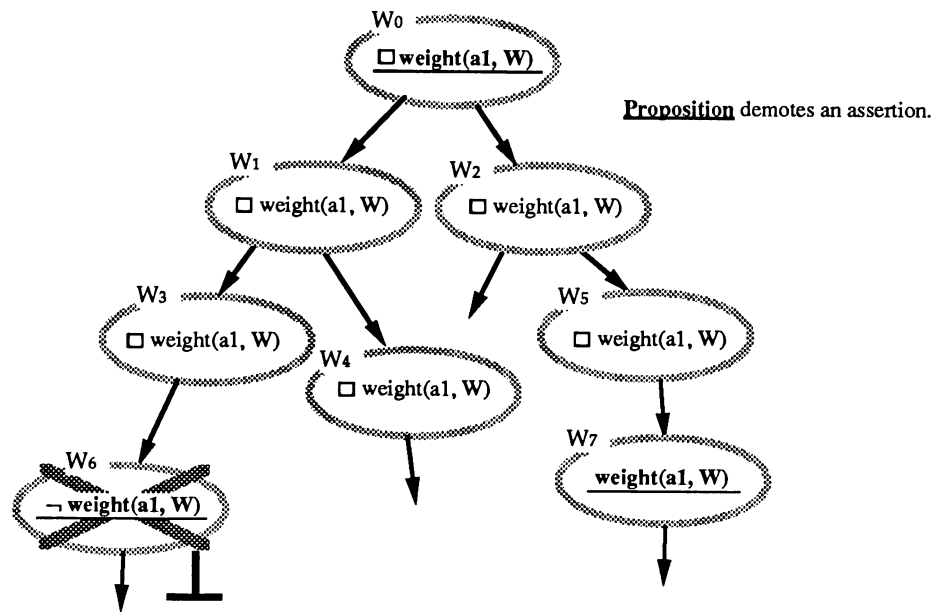 W0
□ weight(a1, W)
Proposition demotes an assertion.
W1
□ weight(a1, W)
W2
□ weight(a1, W)
W3
□ weight(a1, W)
W4
□ weight(a1, W)
W5
□ weight(a1, W)
W6
¬ weight(a1, W)
W7
weight(a1, W)